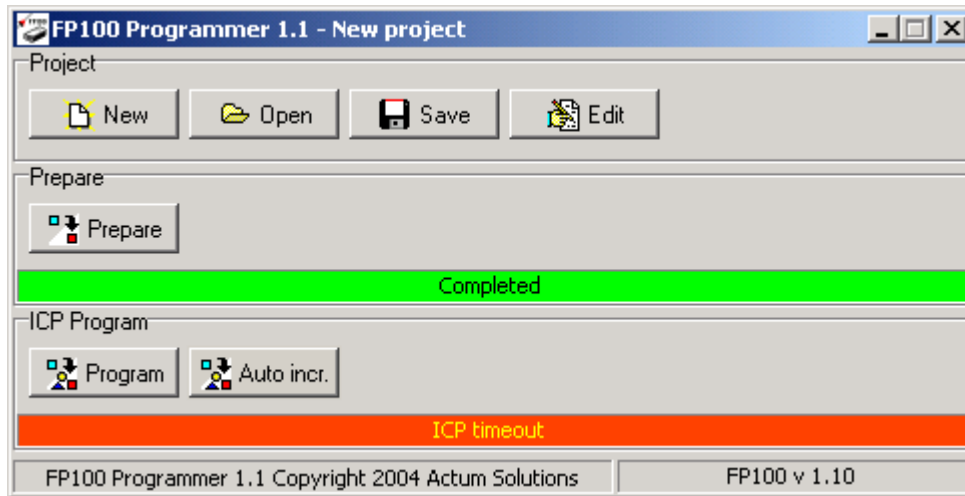 FP100 Programmer 1.1 - New project
Project
New Open Save Edit
Prepare
Prepare
Completed
ICP Program
Program Auto incr.
ICP timeout
FP100 Programmer 1.1 Copyright 2004 Actum Solutions FP100 v 1.10